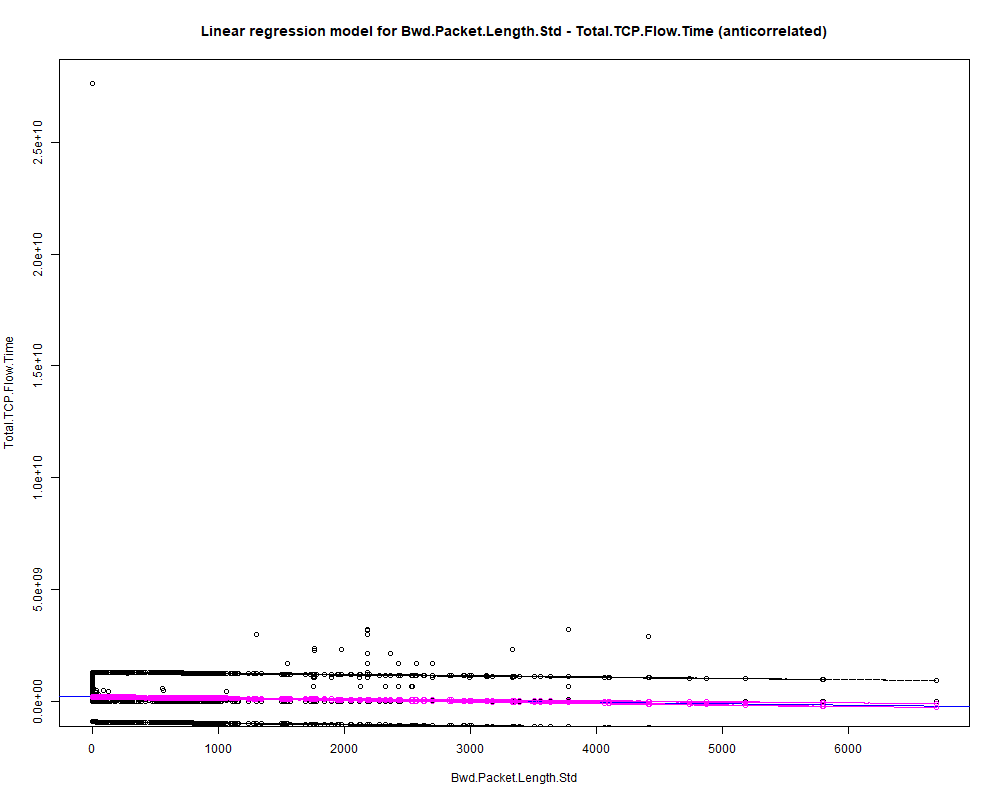 Linear regression model for Bwd.Packet.Length.Std - Total.TCP.Flow.Time (anticorrelated)
Total.TCP.Flow.Time
2.5e+10
2.0e+10
1.5e+10
1.0e+10
5.0e+09
0.0e+00
0 1000 2000 3000 4000 5000 6000
Bwd.Packet.Length.Std